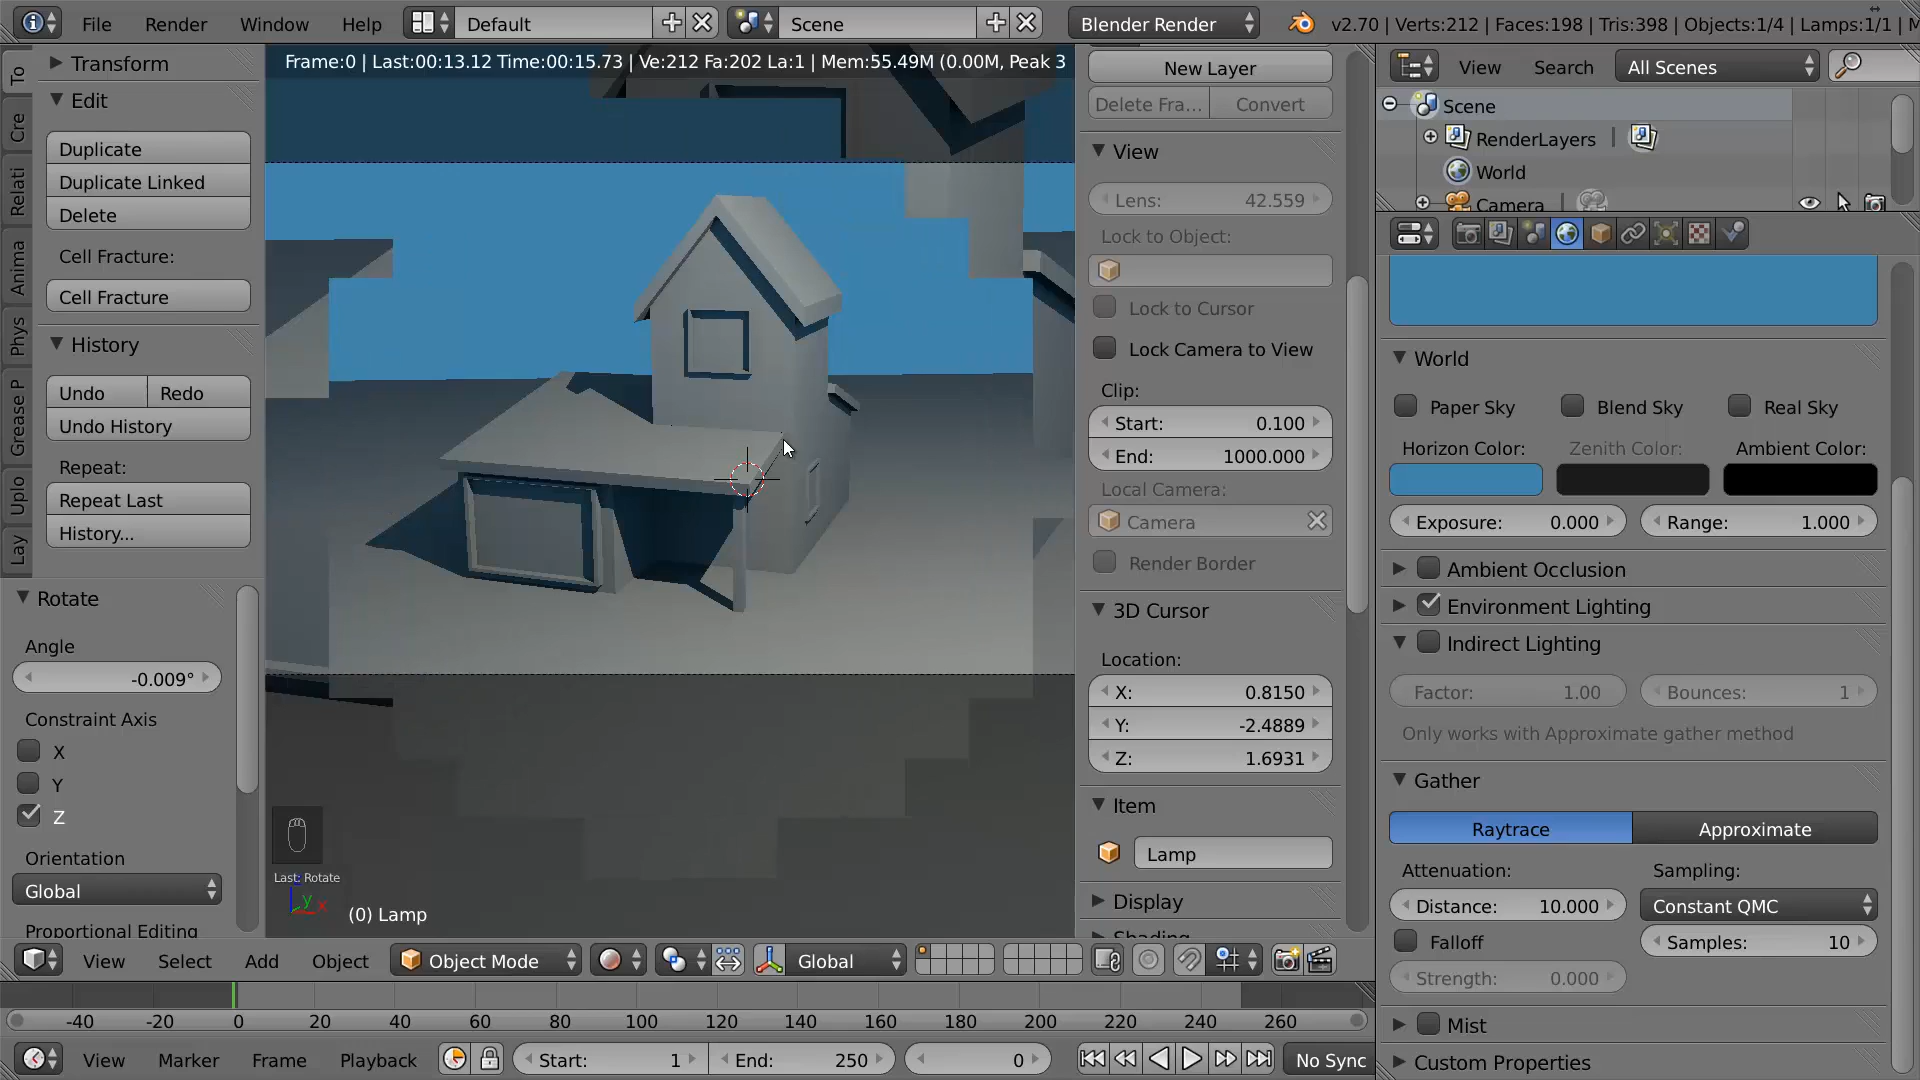 File Render Window Help Default Scene Blender Render v2.70 | Verts:212 | Faces:198 | Tris:398 | Objects:1/4 | Lamps:1/1 |
To
Cre
Relati
Anima
Phys
Grease P
Uplo
Lay
Transform
Edit
Duplicate
Duplicate Linked
Delete
Cell Fracture:
Cell Fracture
History
Undo Redo
Undo History
Repeat:
Repeat Last
History...
Rotate
Angle
-0.009°
Constraint Axis
X
Y
Z
Orientation
Global
Proportional Editing
Frame:0 | Last:00:13.12 Time:00:15.73 | Ve:212 Fa:202 La:1 | Mem:55.49M (0.00M, Peak 3
Last: Rotate
y x
(0) Lamp
New Layer
Delete Fra... Convert
View
Lens: 42.559
Lock to Object:
Lock to Cursor
Lock Camera to View
Clip:
Start: 0.100
End: 1000.000
Local Camera:
Camera
Render Border
3D Cursor
Location:
X: 0.8150
Y: -2.4889
Z: 1.6931
Item
Lamp
Display
Shading
View Search All Scenes
Scene
RenderLayers |
World
Camera |
World
Paper Sky Blend Sky Real Sky
Horizon Color: Zenith Color: Ambient Color:
Exposure: 0.000 Range: 1.000
Ambient Occlusion
Environment Lighting
Indirect Lighting
Factor: 1.00 Bounces: 1
Only works with Approximate gather method
Gather
Raytrace Approximate
Attenuation: Sampling:
Distance: 10.000 Constant QMC
Falloff Samples: 10
Strength: 0.000
Mist
Custom Properties
View Select Add Object Object Mode Global
-40 -20 0 20 40 60 80 100 120 140 160 180 200 220 240 260
View Marker Frame Playback Start: 1 End: 250 0 No Sync